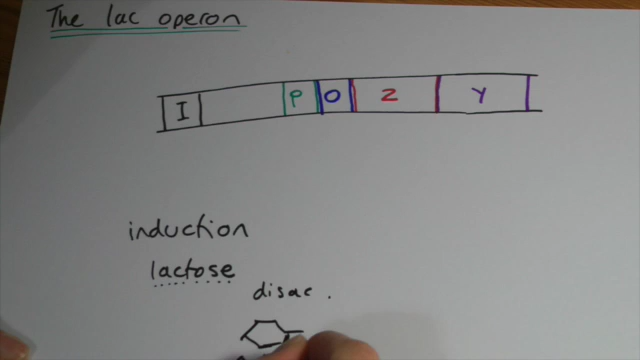 The lac operon
I P O Z Y
induction
lactose
disac.